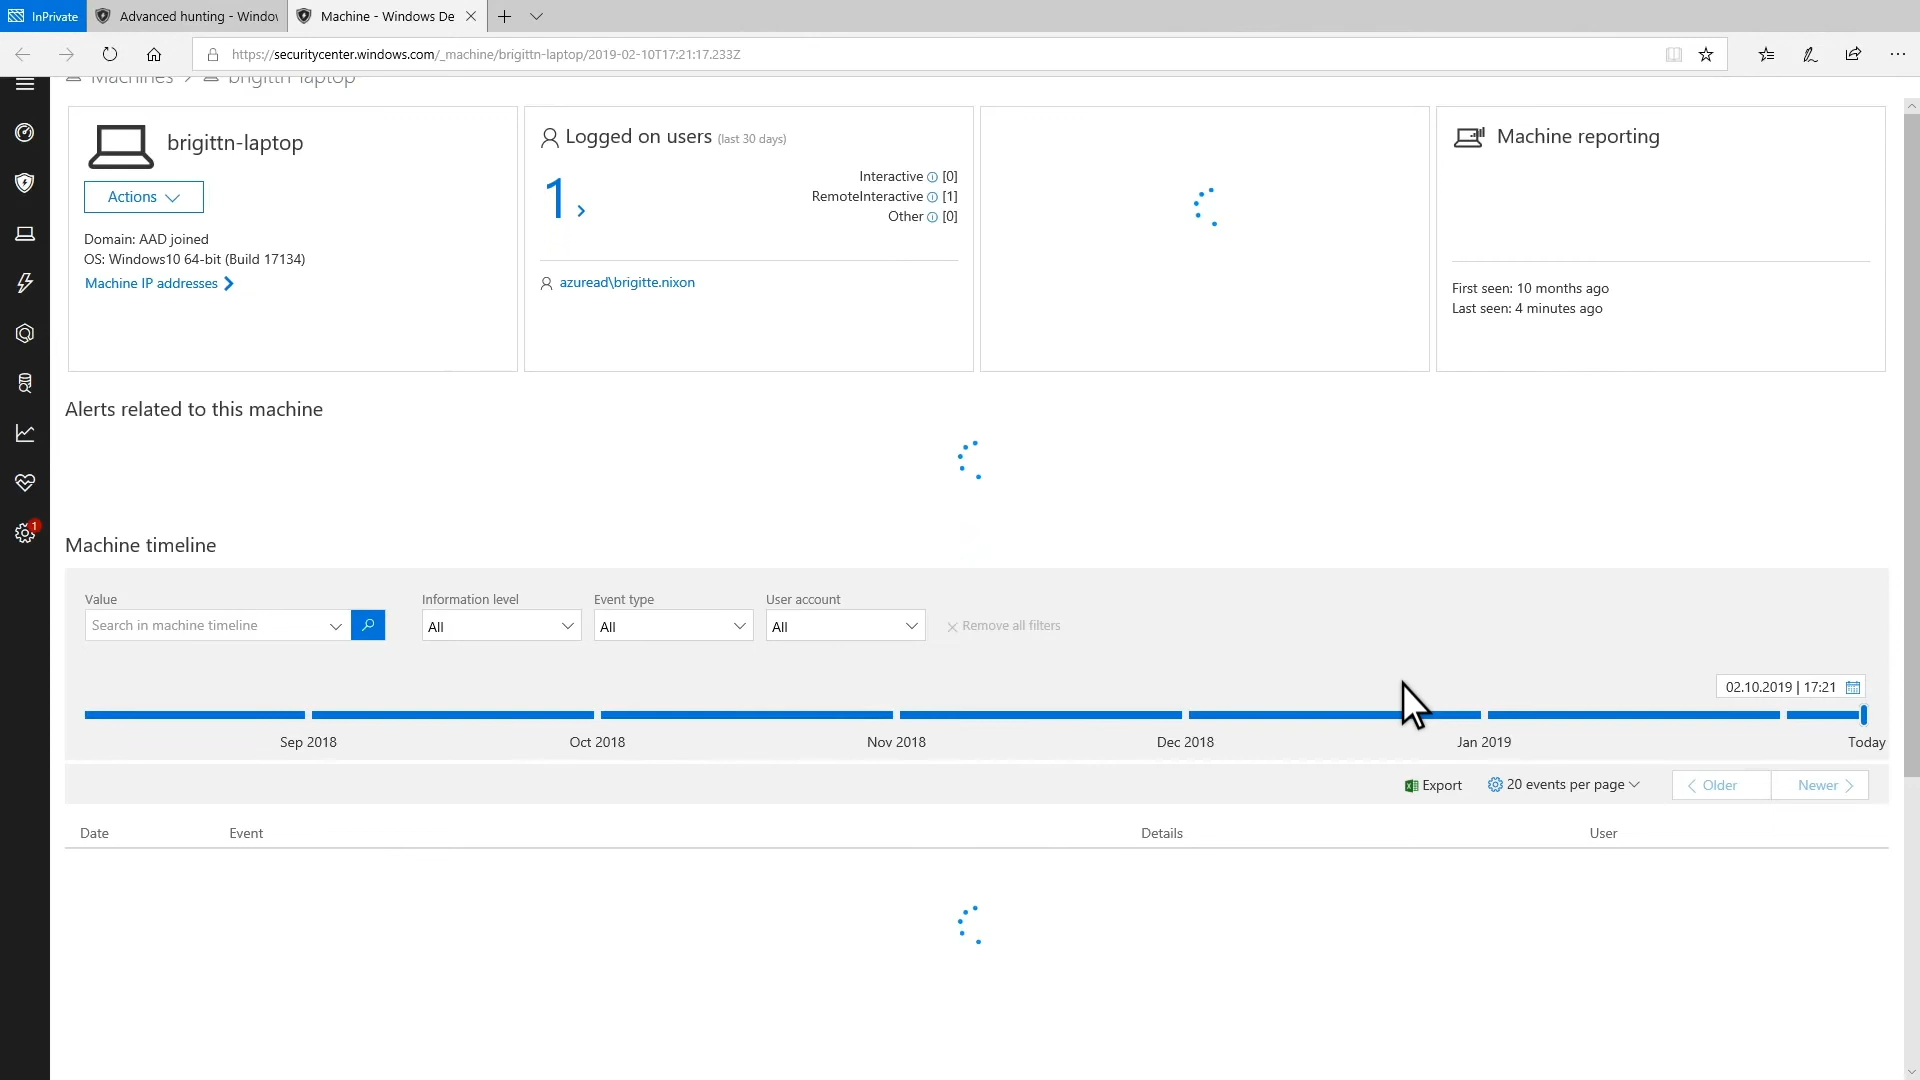 InPrivate
Advanced hunting - Windov
Machine - Windows De
https://securitycenter.windows.com/_machine/brigittn-laptop/2019-02-10T17:21:17.233Z
Machines > brigittn-laptop
brigittn-laptop
Actions
Domain: AAD joined
OS: Windows10 64-bit (Build 17134)
Machine IP addresses
Logged on users (last 30 days)
1
Interactive [0]
RemoteInteractive [1]
Other [0]
azuread\brigitte.nixon
Machine reporting
First seen: 10 months ago
Last seen: 4 minutes ago
Alerts related to this machine
1
Machine timeline
Value
Information level
Event type
User account
Search in machine timeline
All
All
All
Remove all filters
02.10.2019 | 17:21
Sep 2018
Oct 2018
Nov 2018
Dec 2018
Jan 2019
Today
Export
20 events per page
Older
Newer
Date
Event
Details
User